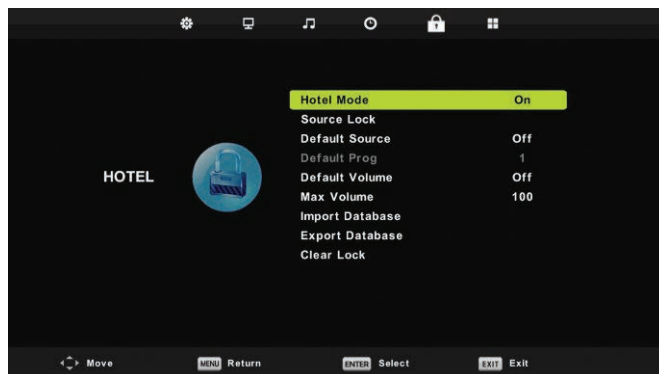 Hotel Mode On
Source Lock
Default Source Off
Default Prog 1
HOTEL
Default Volume Off
Max Volume 100
Import Database
Export Database
Clear Lock
Move MENU Return ENTER Select EXIT Exit